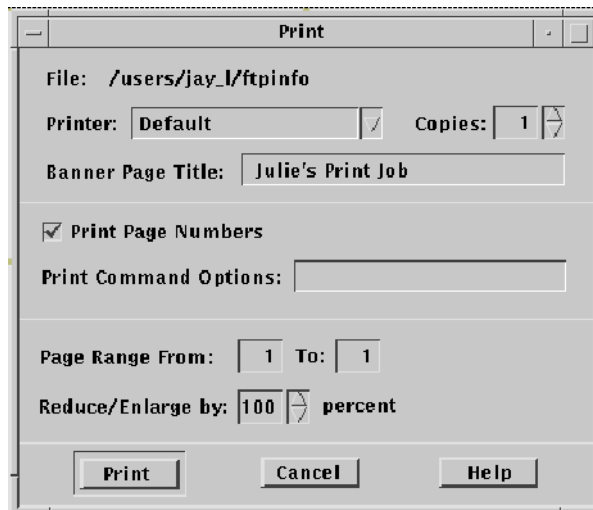 Print
File: /users/jay_l/ftpinfo
Printer: Default Copies: 1
Banner Page Title: Julie's Print Job
Print Page Numbers
Print Command Options:
Page Range From: 1 To: 1
Reduce/Enlarge by: 100 percent
Print Cancel Help